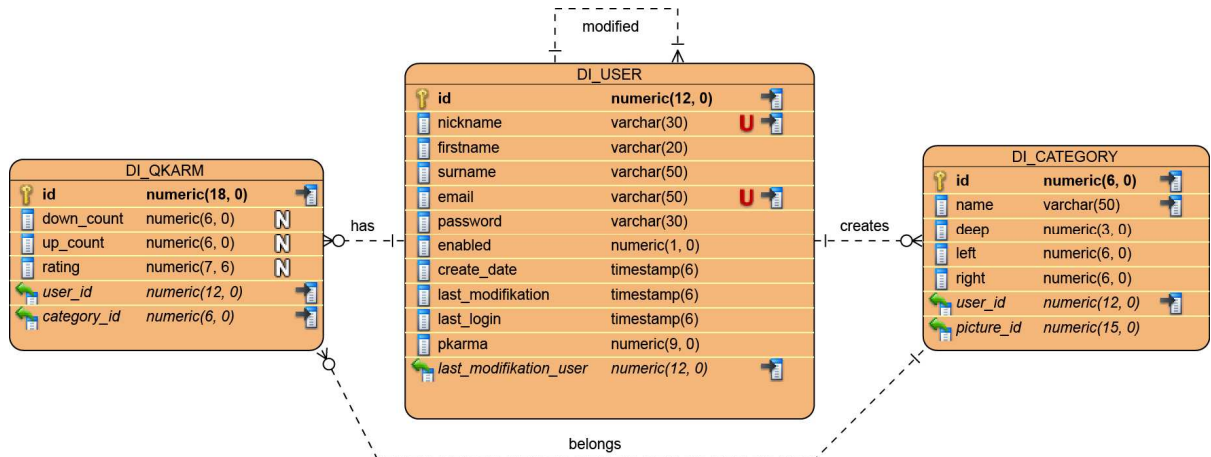 modified
DI_USER
id numeric(12, 0)
nickname varchar(30) U
firstname varchar(20)
surname varchar(50)
email varchar(50) U
password varchar(30)
enabled numeric(1, 0)
create_date timestamp(6)
last_modifikation timestamp(6)
last_login timestamp(6)
pkarma numeric(9, 0)
last_modifikation_user numeric(12, 0)
DI_QKARM
id numeric(18, 0)
down_count numeric(6, 0) N
up_count numeric(6, 0) N
rating numeric(7, 6) N
user_id numeric(12, 0)
category_id numeric(6, 0)
has
creates
DI_CATEGORY
id numeric(6, 0)
name varchar(50)
deep numeric(3, 0)
left numeric(6, 0)
right numeric(6, 0)
user_id numeric(12, 0)
picture_id numeric(15, 0)
belongs